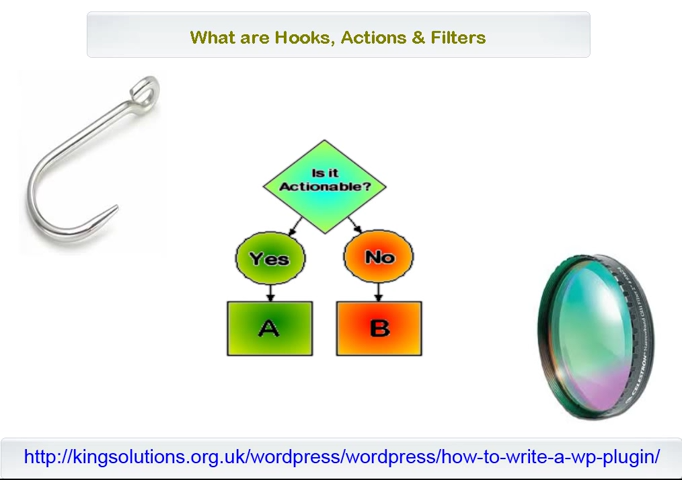 What are Hooks, Actions & Filters
Is it
Actionable?
Yes
No
A
B
CELESTRON
http://kingsolutions.org.uk/wordpress/wordpress/how-to-write-a-wp-plugin/